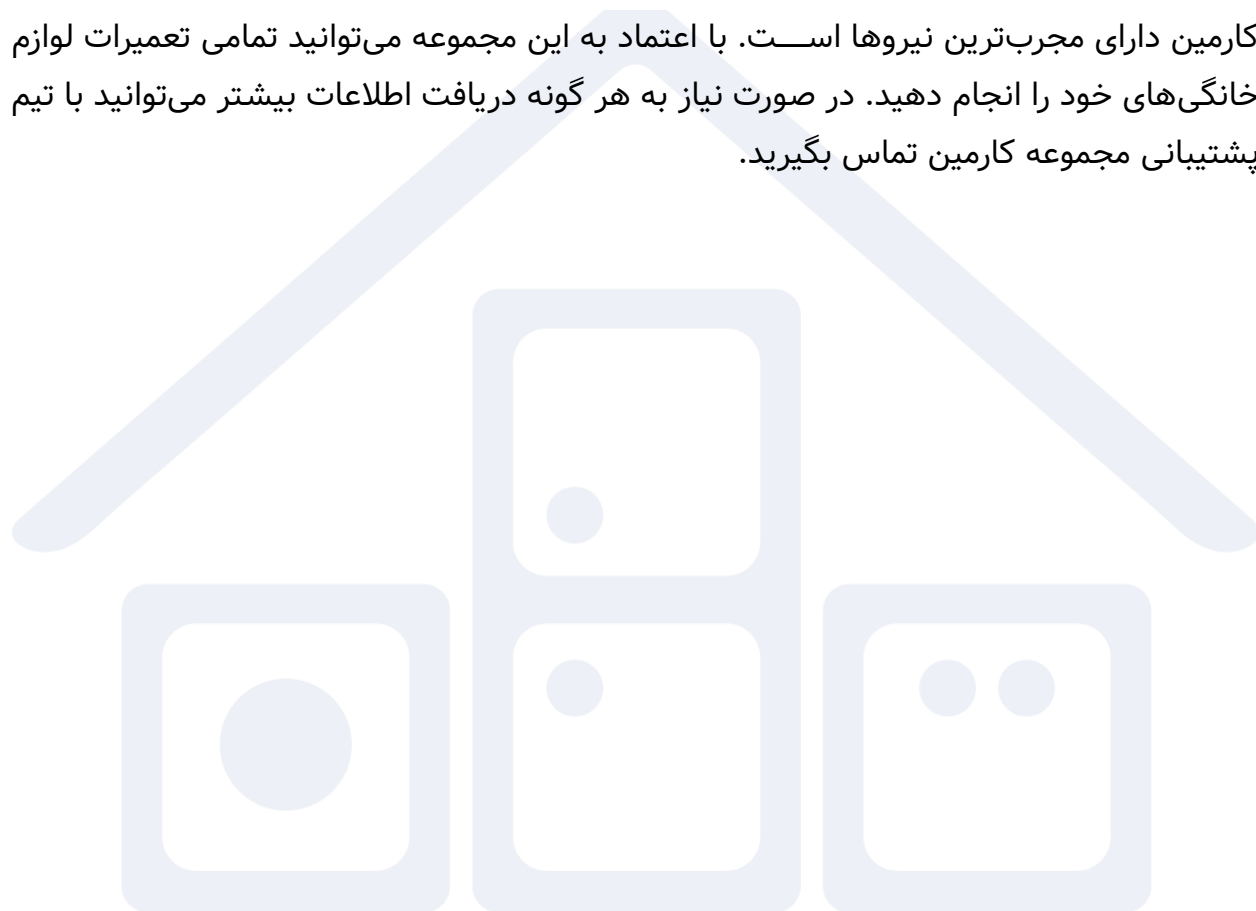 کارمین دارای مجرب‌ترین نیروها است. با اعتماد به این مجموعه می‌توانید تمامی تعمیرات لوازم
خانگی‌های خود را انجام دهید. در صورت نیاز به هر گونه دریافت اطلاعات بیشتر می‌توانید با تیم
پشتیبانی مجموعه کارمین تماس بگیرید.